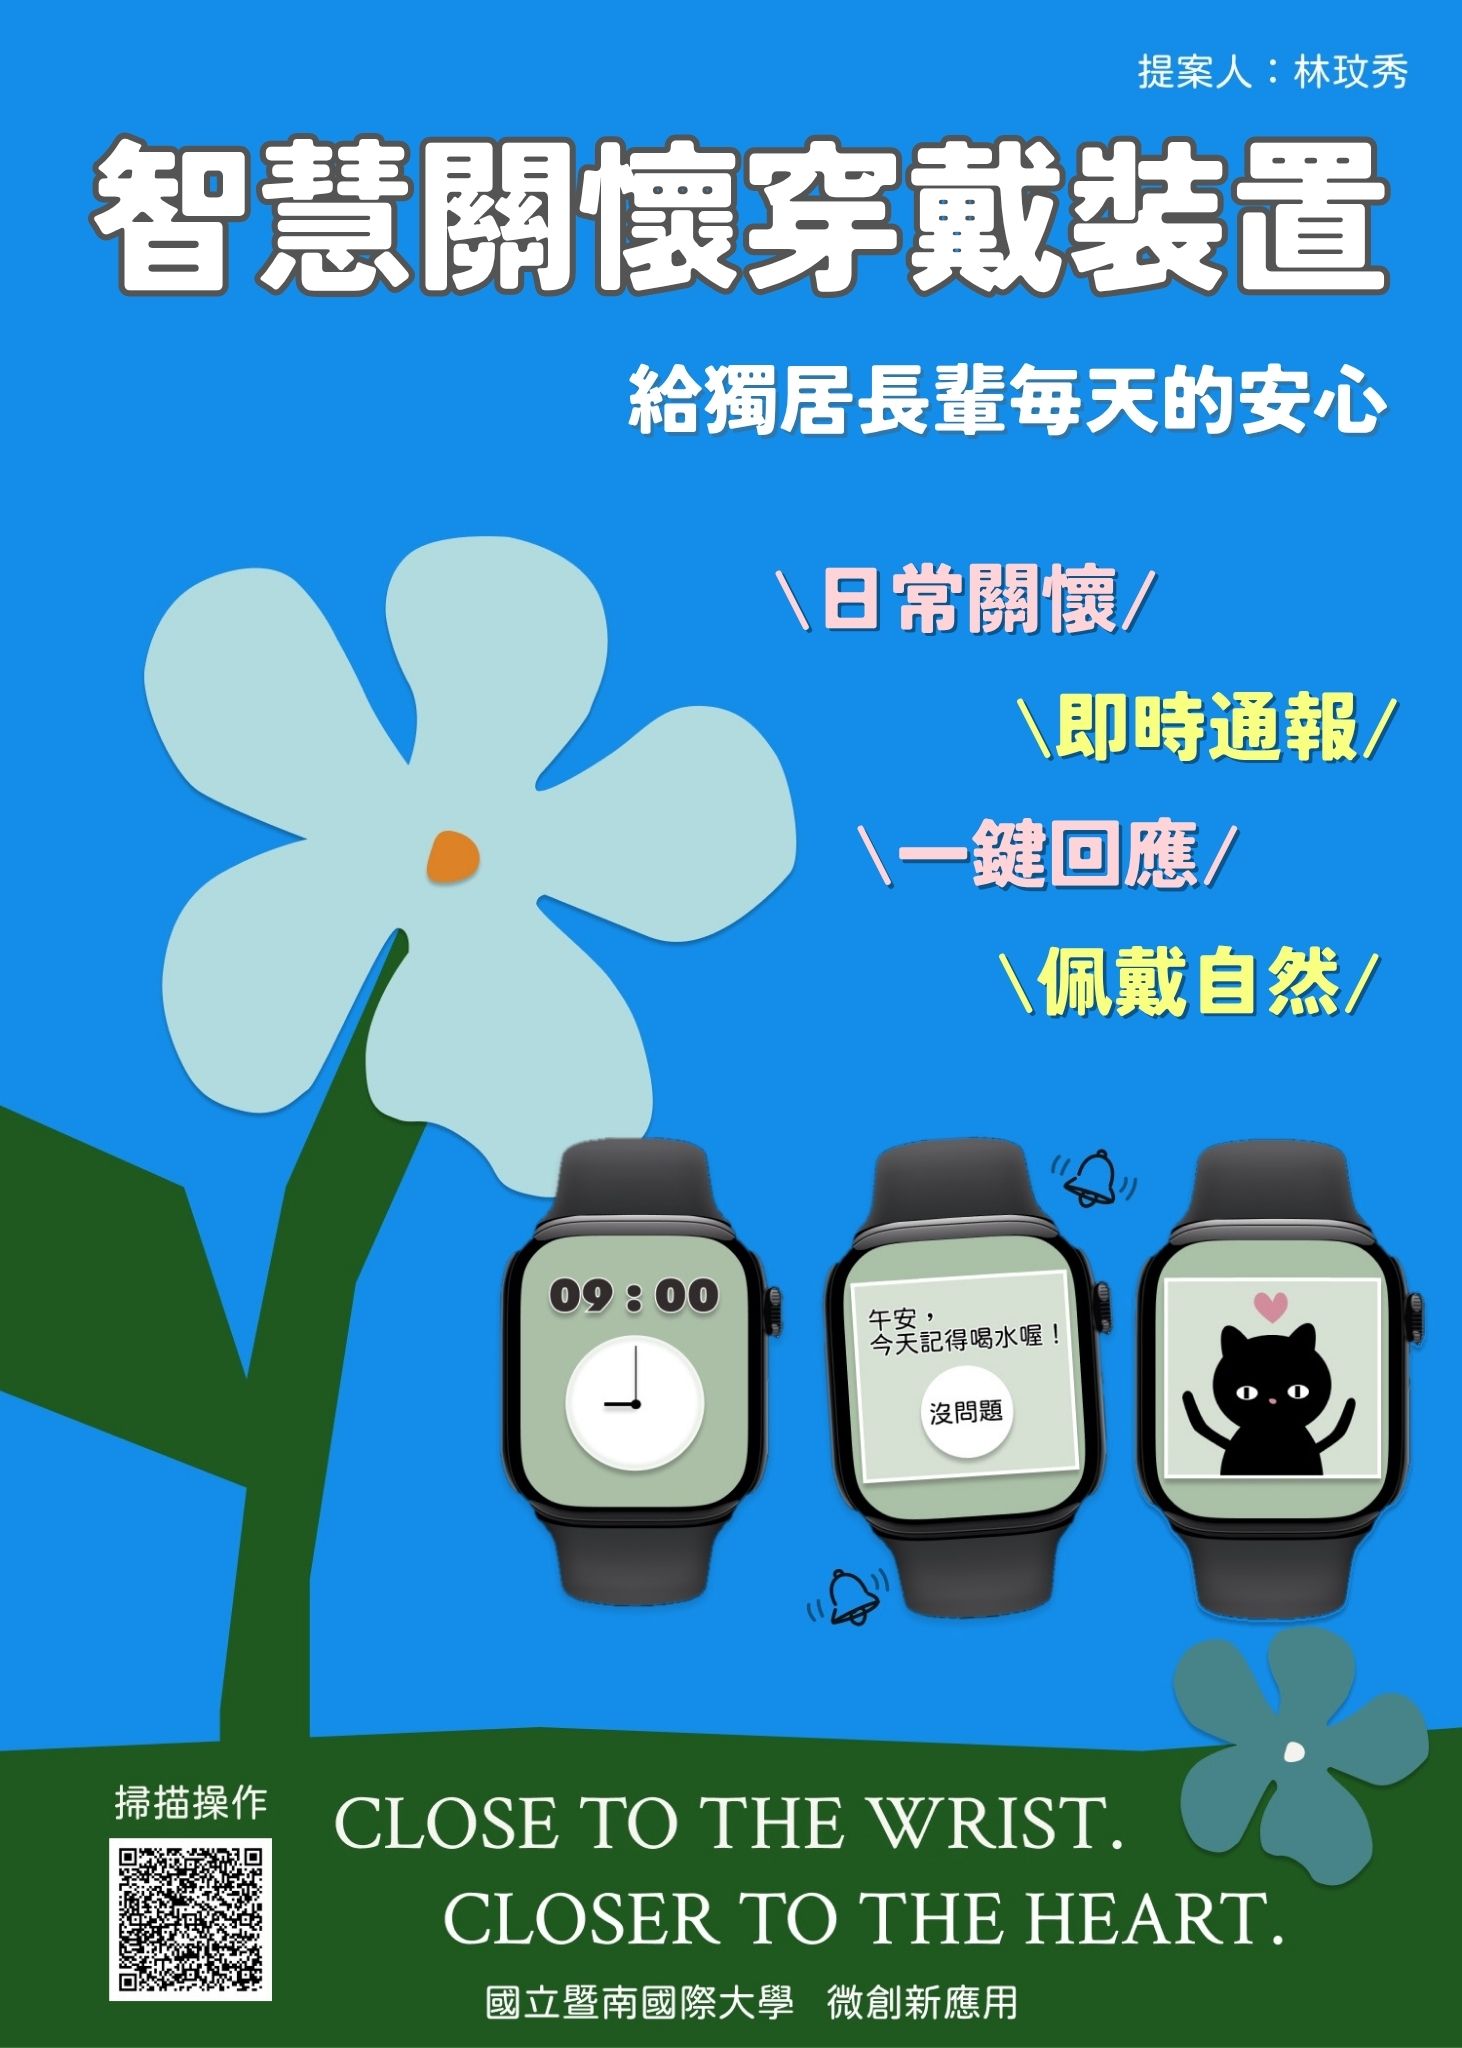 提案人：林玟秀
智慧關懷穿戴裝置
給獨居長輩每天的安心
\日常關懷/
\即時通報/
\一鍵回應/
\佩戴自然/
09：00
午安，
今天記得喝水喔！
沒問題
掃描操作
CLOSE TO THE WRIST.
CLOSER TO THE HEART.
國立暨南國際大學 微創新應用